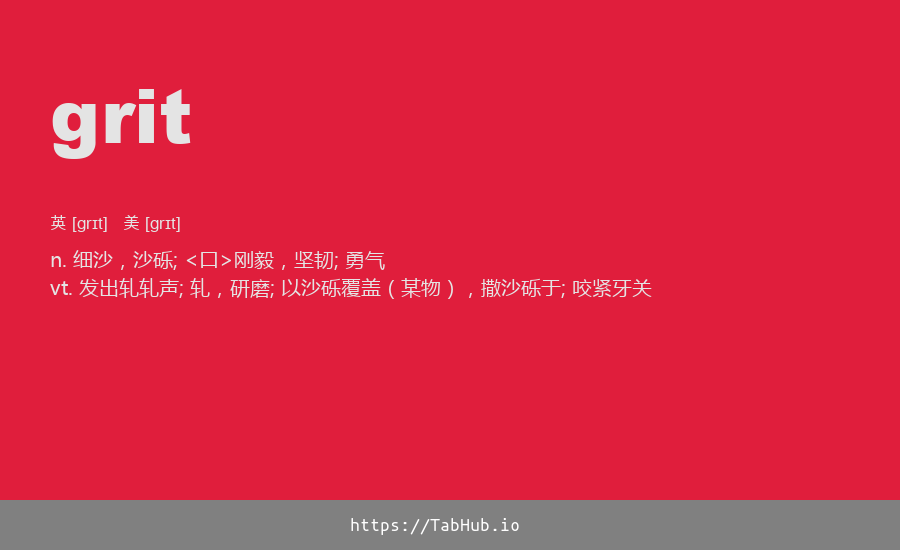 grit
英 [grɪt] 美 [grɪt]
n. 细沙，沙砾; <口>刚毅，坚韧; 勇气
vt. 发出轧轧声; 轧，研磨; 以沙砾覆盖（某物），撒沙砾于; 咬紧牙关
https://TabHub.io